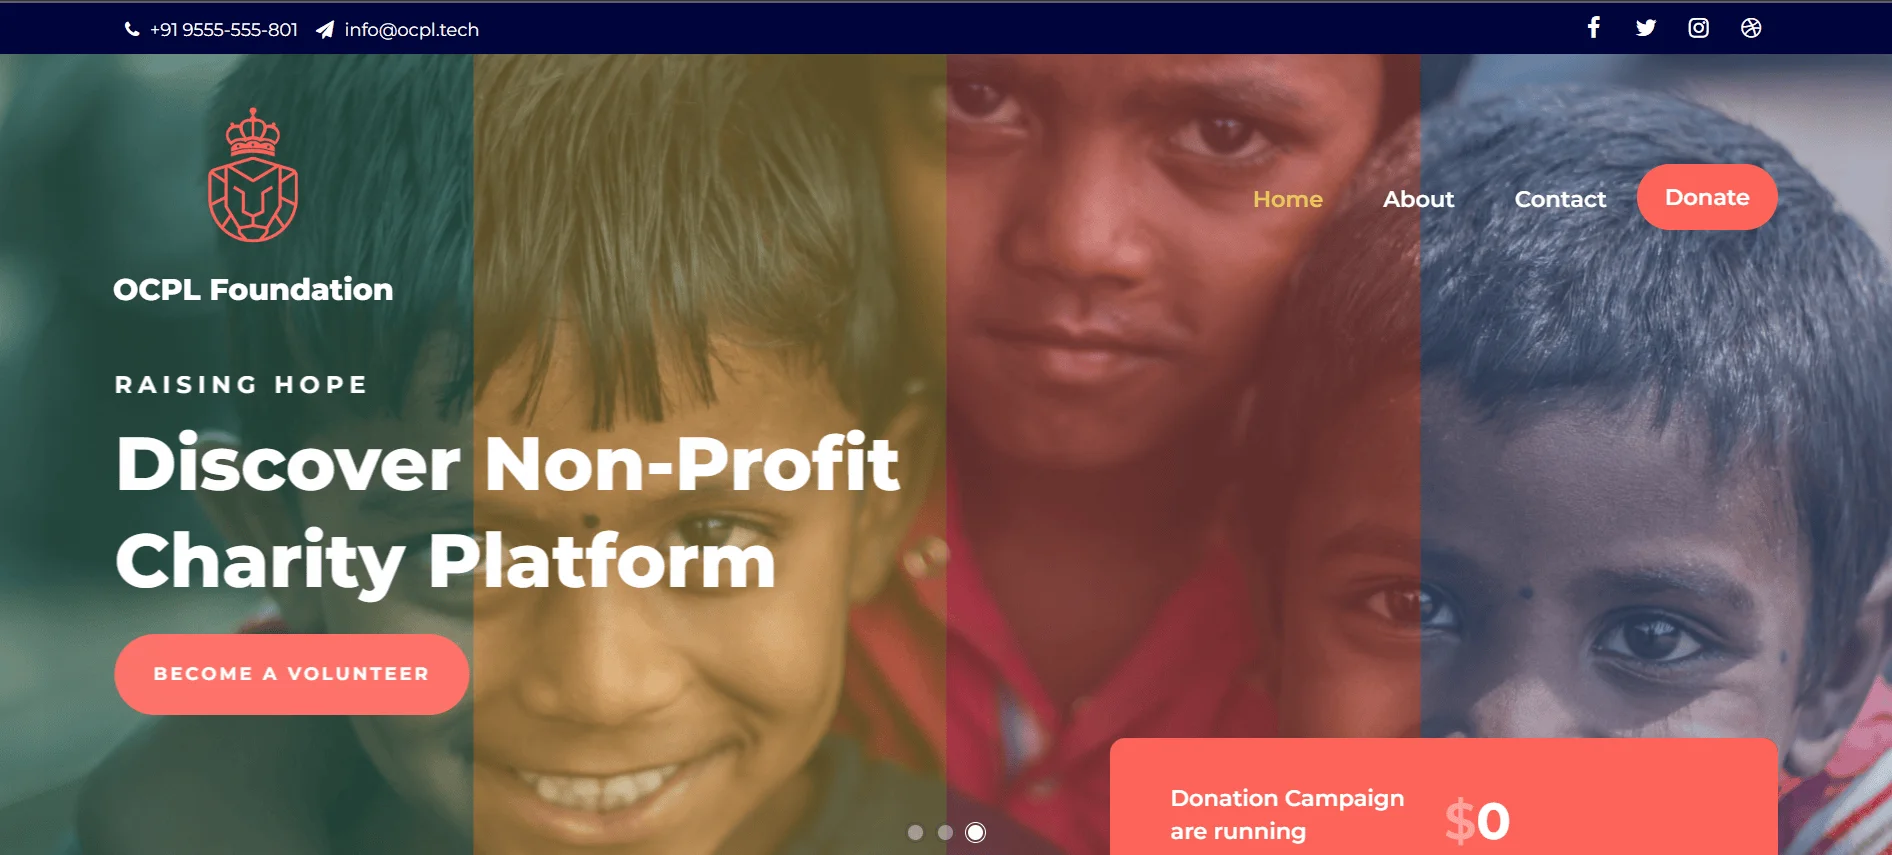 +91 9555-555-801 info@ocpl.tech
Home About Contact Donate
OCPL Foundation
RAISING HOPE
Discover Non-Profit
Charity Platform
BECOME A VOLUNTEER
Donation Campaign
are running
$0